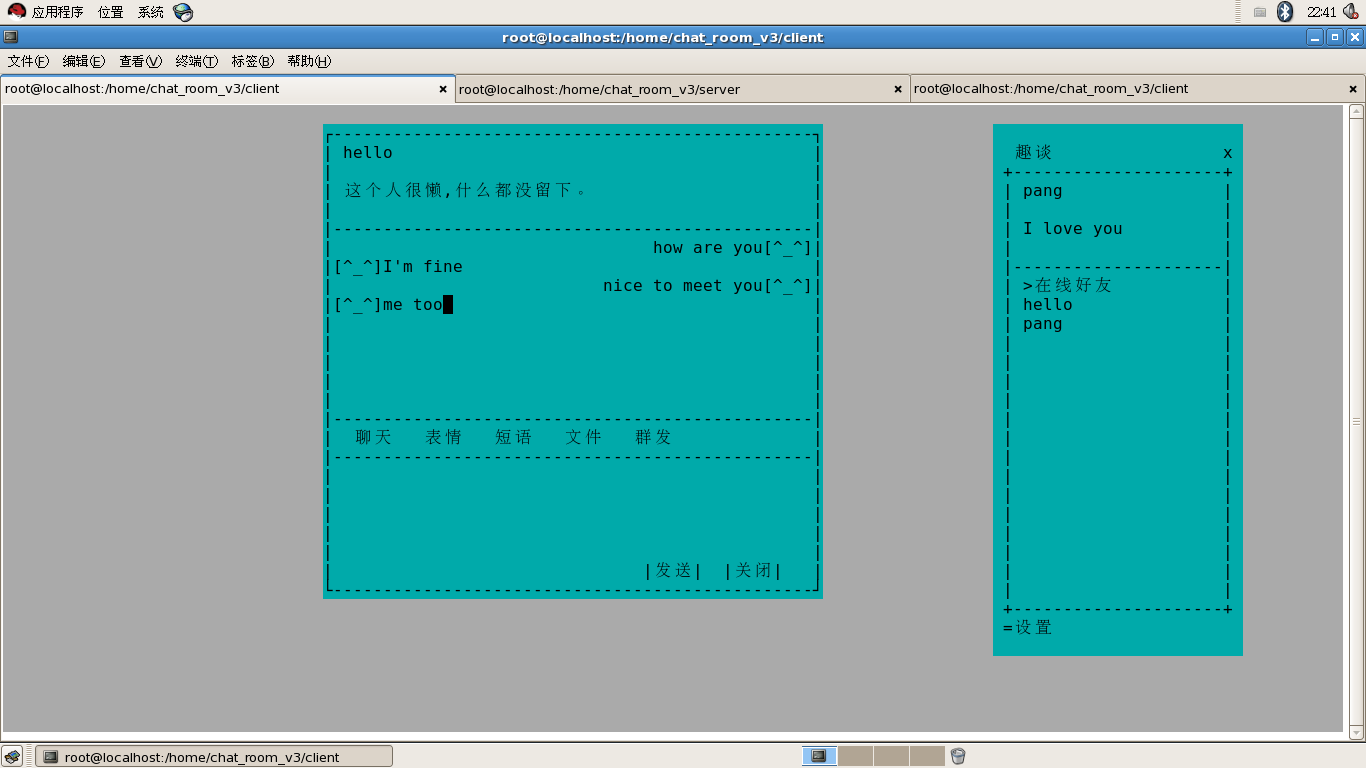 应用程序 位置 系统 22:41
root@localhost:/home/chat_room_v3/client
文件(F) 编辑(E) 查看(V) 终端(T) 标签(B) 帮助(H)
root@localhost:/home/chat_room_v3/client
root@localhost:/home/chat_room_v3/server
root@localhost:/home/chat_room_v3/client
hello
这个人很懒,什么都没留下。
how are you[^_^]
[^_^]I'm fine
nice to meet you[^_^]
[^_^]me too
聊天 表情 短语 文件 群发
|发送| |关闭|
趣谈 x
pang
I love you
>在线好友
hello
pang
=设置
root@localhost:/home/chat_room_v3/client